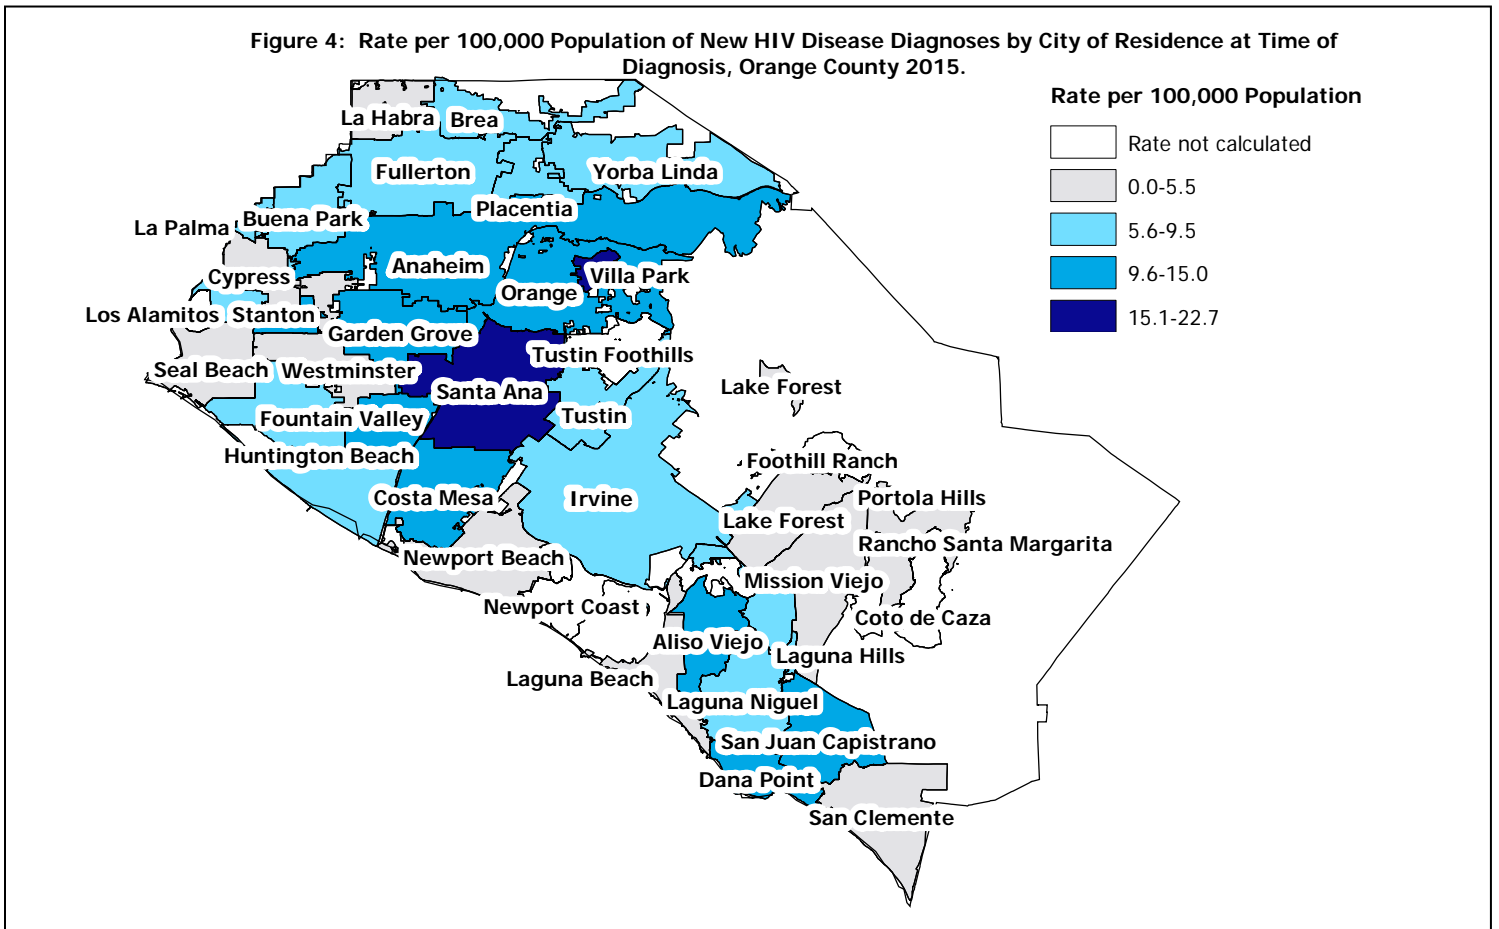 Figure 4: Rate per 100,000 Population of New HIV Disease Diagnoses by City of Residence at Time of
Diagnosis, Orange County 2015.
Rate per 100,000 Population
Rate not calculated
0.0-5.5
5.6-9.5
9.6-15.0
15.1-22.7
La Habra
Brea
Fullerton
Yorba Linda
Placentia
Buena Park
La Palma
Anaheim
Cypress
Villa Park
Orange
Los Alamitos
Stanton
Garden Grove
Tustin Foothills
Seal Beach
Westminster
Lake Forest
Santa Ana
Fountain Valley
Tustin
Huntington Beach
Foothill Ranch
Costa Mesa
Irvine
Portola Hills
Lake Forest
Rancho Santa Margarita
Newport Beach
Mission Viejo
Newport Coast
Coto de Caza
Aliso Viejo
Laguna Hills
Laguna Beach
Laguna Niguel
San Juan Capistrano
Dana Point
San Clemente